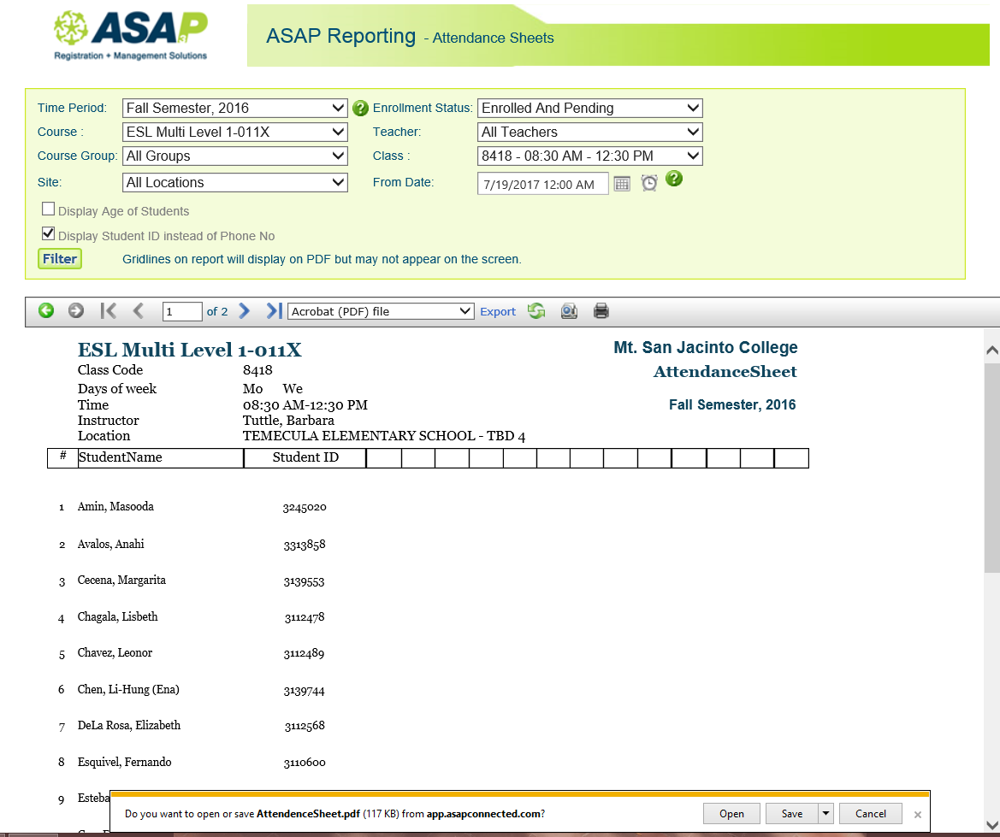 ASAP
3
Registration + Management Solutions
ASAP Reporting - Attendance Sheets
Time Period: Fall Semester, 2016 ? Enrollment Status: Enrolled And Pending
Course : ESL Multi Level 1-011X Teacher: All Teachers
Course Group: All Groups Class : 8418 - 08:30 AM - 12:30 PM
Site: All Locations From Date: 7/19/2017 12:00 AM ?
Display Age of Students
Display Student ID instead of Phone No
Filter Gridlines on report will display on PDF but may not appear on the screen.
1 of 2 Acrobat (PDF) file Export
ESL Multi Level 1-011X Mt. San Jacinto College
Class Code 8418 AttendanceSheet
Days of week Mo We
Time 08:30 AM-12:30 PM Fall Semester, 2016
Instructor Tuttle, Barbara
Location TEMECULA ELEMENTARY SCHOOL - TBD 4
# StudentName Student ID
1 Amin, Masooda 3245020
2 Avalos, Anahi 3313858
3 Cecena, Margarita 3139553
4 Chagala, Lisbeth 3112478
5 Chavez, Leonor 3112489
6 Chen, Li-Hung (Ena) 3139744
7 DeLa Rosa, Elizabeth 3112568
8 Esquivel, Fernando 3110600
9 Esteba
Do you want to open or save AttendenceSheet.pdf (117 KB) from app.asapconnected.com? Open Save Cancel ×